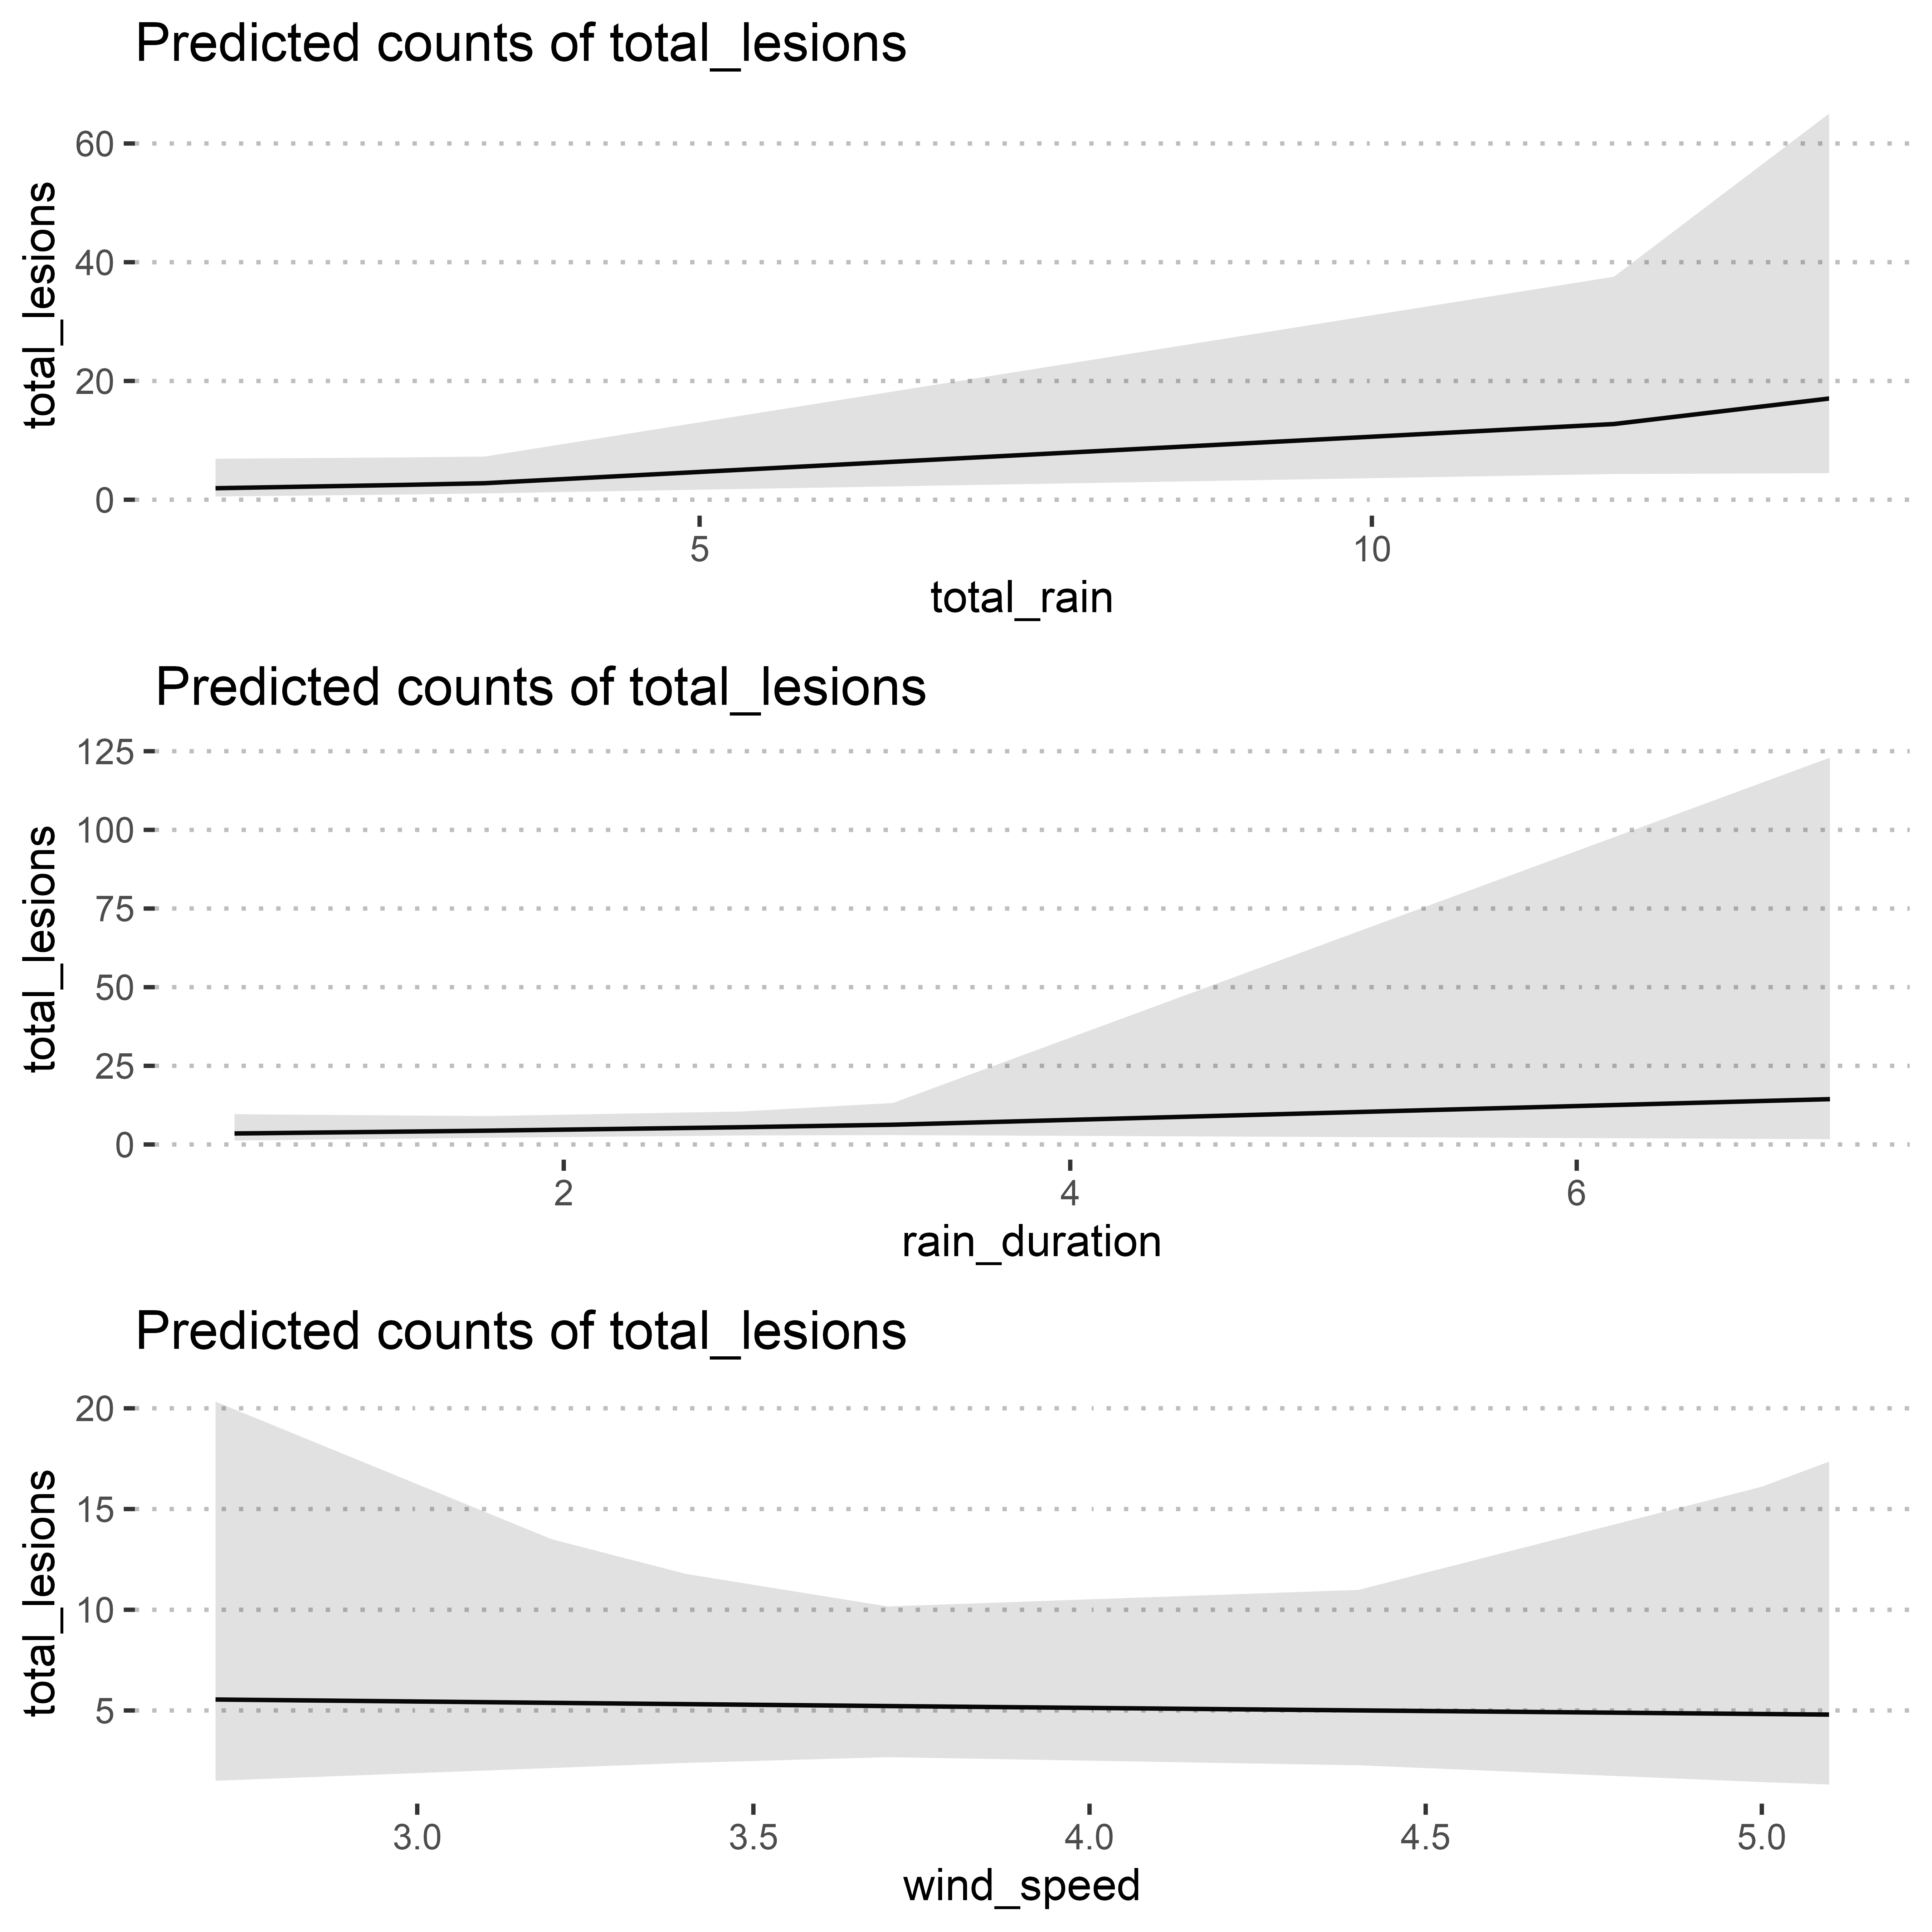 Predicted counts of total_lesions
total_lesions
60
40
20
0
5
10
total_rain
Predicted counts of total_lesions
total_lesions
125
100
75
50
25
0
2
4
6
rain_duration
Predicted counts of total_lesions
total_lesions
20
15
10
5
3.0
3.5
4.0
4.5
5.0
wind_speed